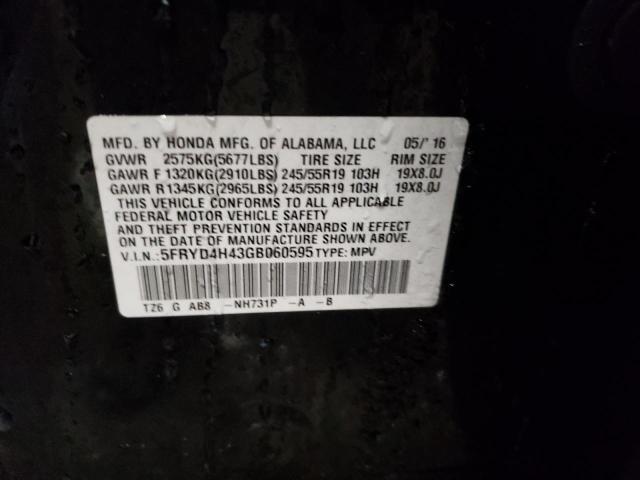 MFD. BY HONDA MFG. OF ALABAMA, LLC 05/'16
GVWR 2575KG(5677LBS) TIRE SIZE RIM SIZE
GAWR F 1320KG(2910LBS) 245/55R19 103H 19X8.0J
GAWR R 1345KG(2965LBS) 245/55R19 103H 19X8.0J
THIS VEHICLE CONFORMS TO ALL APPLICABLE
FEDERAL MOTOR VEHICLE SAFETY
AND THEFT PREVENTION STANDARDS IN EFFECT
ON THE DATE OF MANUFACTURE SHOWN ABOVE.
V.I.N.: 5FRYD4H43GB060595 TYPE: MPV
TZ6 G AB8 -NH731P -A -B